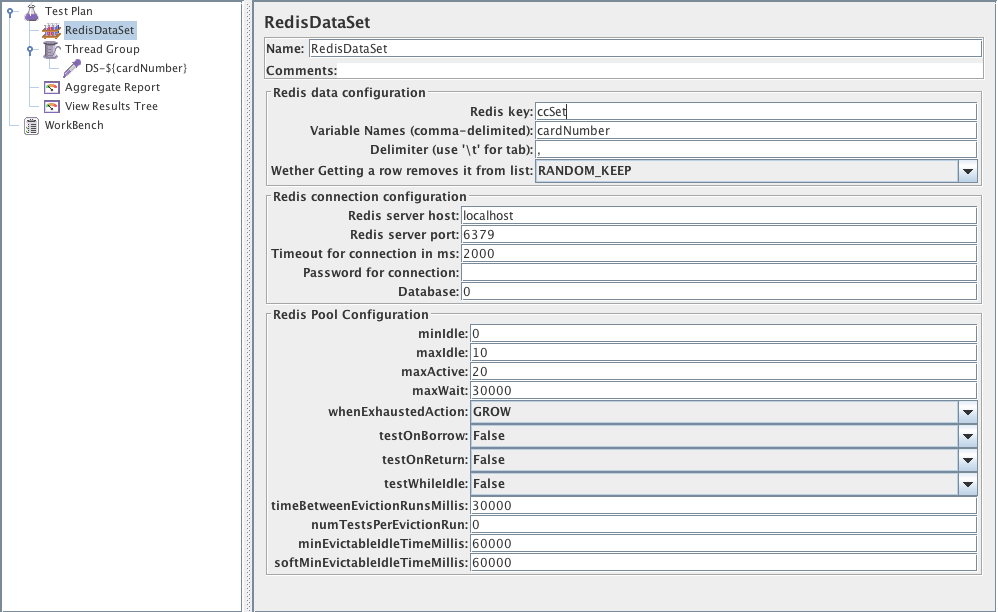 Test Plan
RedisDataSet
Thread Group
DS-${cardNumber}
Aggregate Report
View Results Tree
WorkBench
RedisDataSet
Name: RedisDataSet
Comments:
Redis data configuration
Redis key: ccSet
Variable Names (comma-delimited): cardNumber
Delimiter (use '\t' for tab): ,
Wether Getting a row removes it from list: RANDOM_KEEP
Redis connection configuration
Redis server host: localhost
Redis server port: 6379
Timeout for connection in ms: 2000
Password for connection:
Database: 0
Redis Pool Configuration
minIdle: 0
maxIdle: 10
maxActive: 20
maxWait: 30000
whenExhaustedAction: GROW
testOnBorrow: False
testOnReturn: False
testWhileIdle: False
timeBetweenEvictionRunsMillis: 30000
numTestsPerEvictionRun: 0
minEvictableIdleTimeMillis: 60000
softMinEvictableIdleTimeMillis: 60000